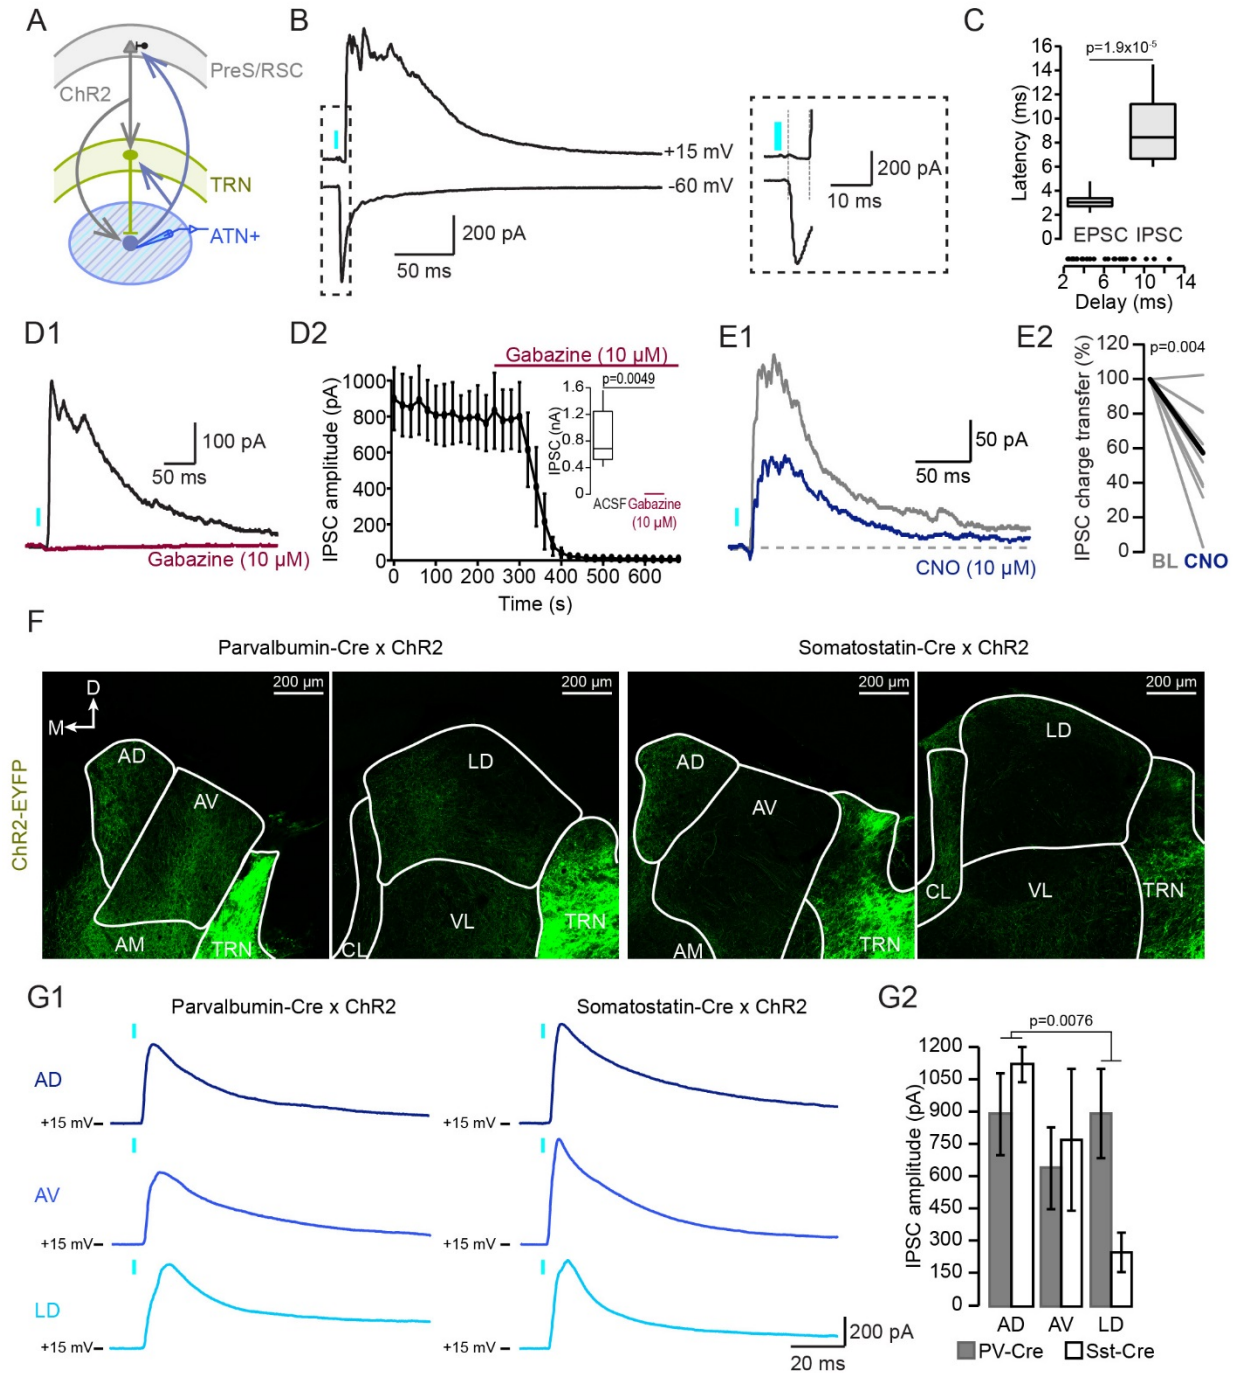 A
PreS/RSC
ChR2
TRN
ATN+
B
+15 mV
-60 mV
200 pA
50 ms
200 pA
10 ms
C
p=1.9x10⁻⁵
Latency (ms)
16
14
12
10
8
6
4
2
0
EPSC IPSC
2 6 10 14
Delay (ms)
D1
100 pA
50 ms
Gabazine (10 µM)
D2
Gabazine (10 µM)
IPSC amplitude (pA)
1000
800
600
400
200
0
0 100 200 300 400 500 600
Time (s)
p=0.0049
IPSC (nA)
1.6
1.2
0.8
0.4
0
ACSF Gabazine
(10 µM)
E1
50 pA
50 ms
CNO (10 µM)
E2
p=0.004
IPSC charge transfer (%)
120
100
80
60
40
20
0
BL CNO
F
Parvalbumin-Cre x ChR2
Somatostatin-Cre x ChR2
ChR2-EYFP
200 µm
D
M
AD
AV
AM
TRN
200 µm
LD
VL
CL
TRN
200 µm
AD
AV
AM
TRN
200 µm
LD
CL
VL
TRN
G1
Parvalbumin-Cre x ChR2
Somatostatin-Cre x ChR2
AD
+15 mV
+15 mV
AV
+15 mV
+15 mV
LD
+15 mV
+15 mV
200 pA
20 ms
G2
p=0.0076
IPSC amplitude (pA)
1200
1050
900
750
600
450
300
150
0
AD AV LD
PV-Cre Sst-Cre